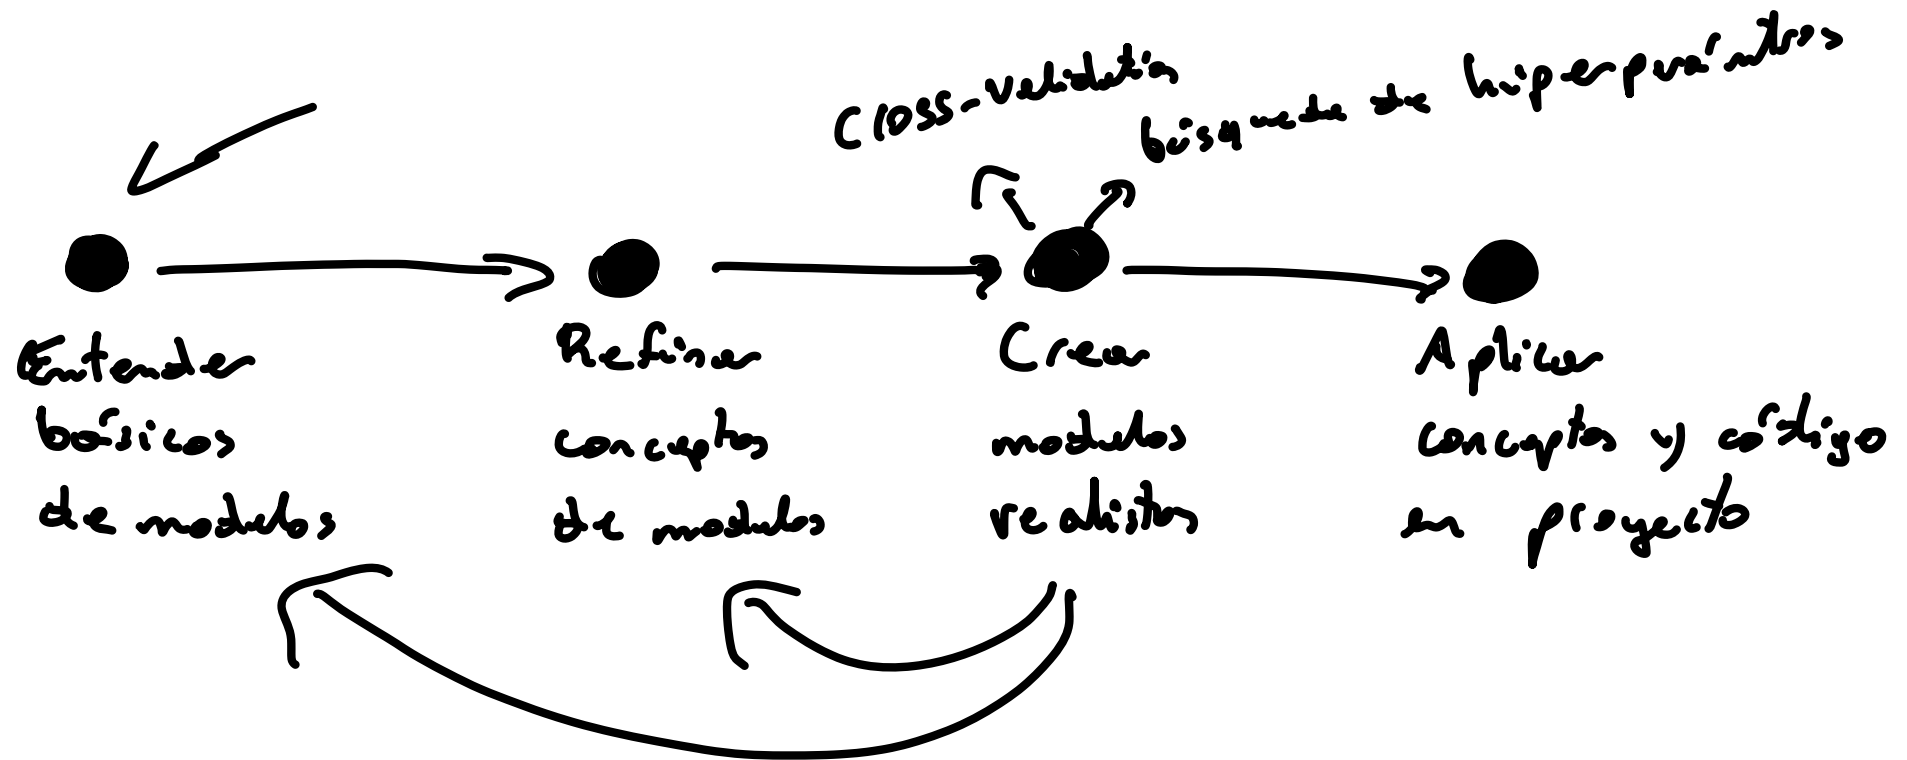 Cross-validation
búsqueda de hiperparámtros
Entender
básicos
de modelos
Refinar
conceptos
de modelos
Crear
modelos
realistas
Aplicar
conceptos y código
en proyecto